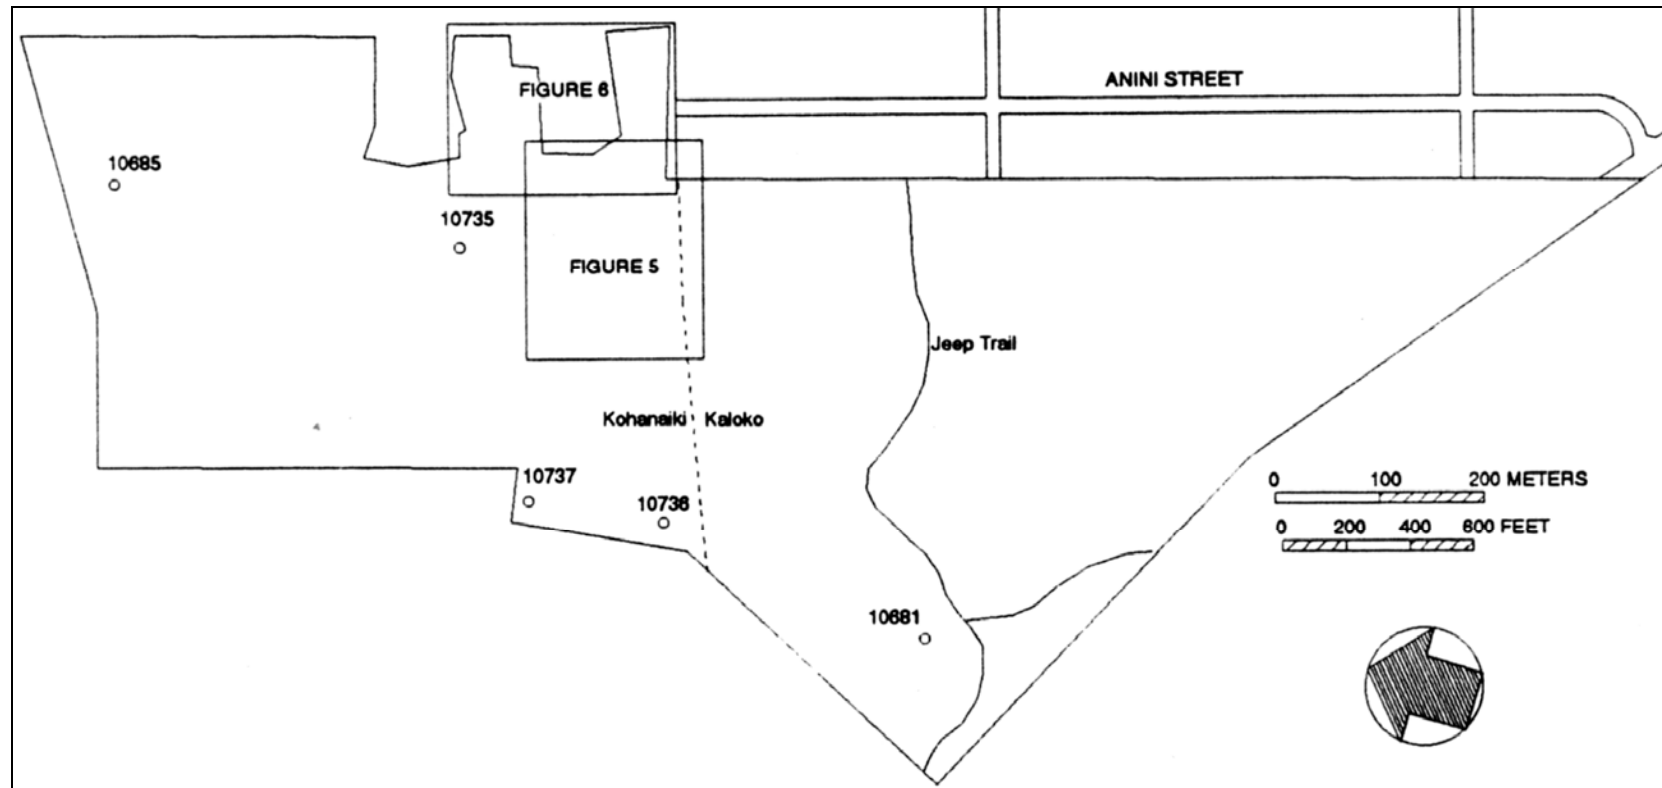 ANINI STREET
FIGURE 6
10685
10735
FIGURE 5
Jeep Trail
Kohanaiki Kaloko
10737
10736
0 100 200 METERS
0 200 400 600 FEET
10681